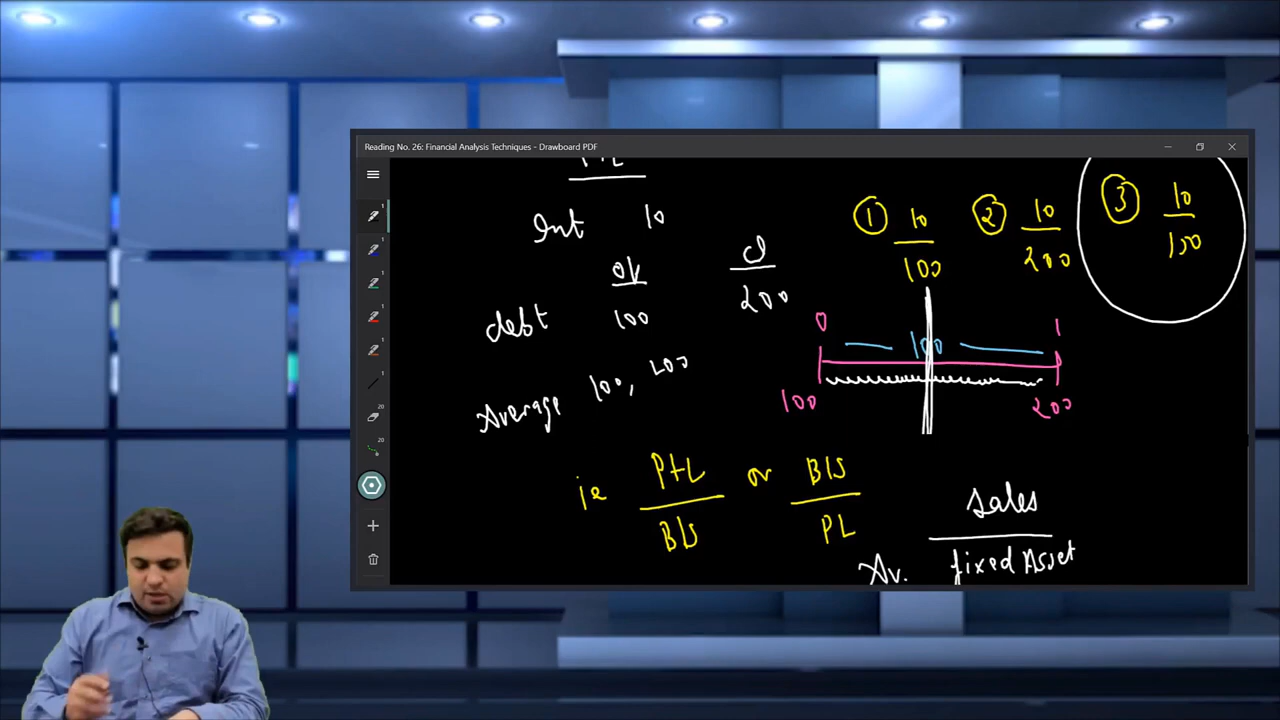 Reading No. 26: Financial Analysis Techniques - Drawboard PDF
P+L
Int 10
① 10/100 ② 10/200 ③ 10/150
debt 100 200
0 100 1
100 200
Average 100, 200
ie P+L/B/S or B/S/PL
Sales
Av. fixed Asset